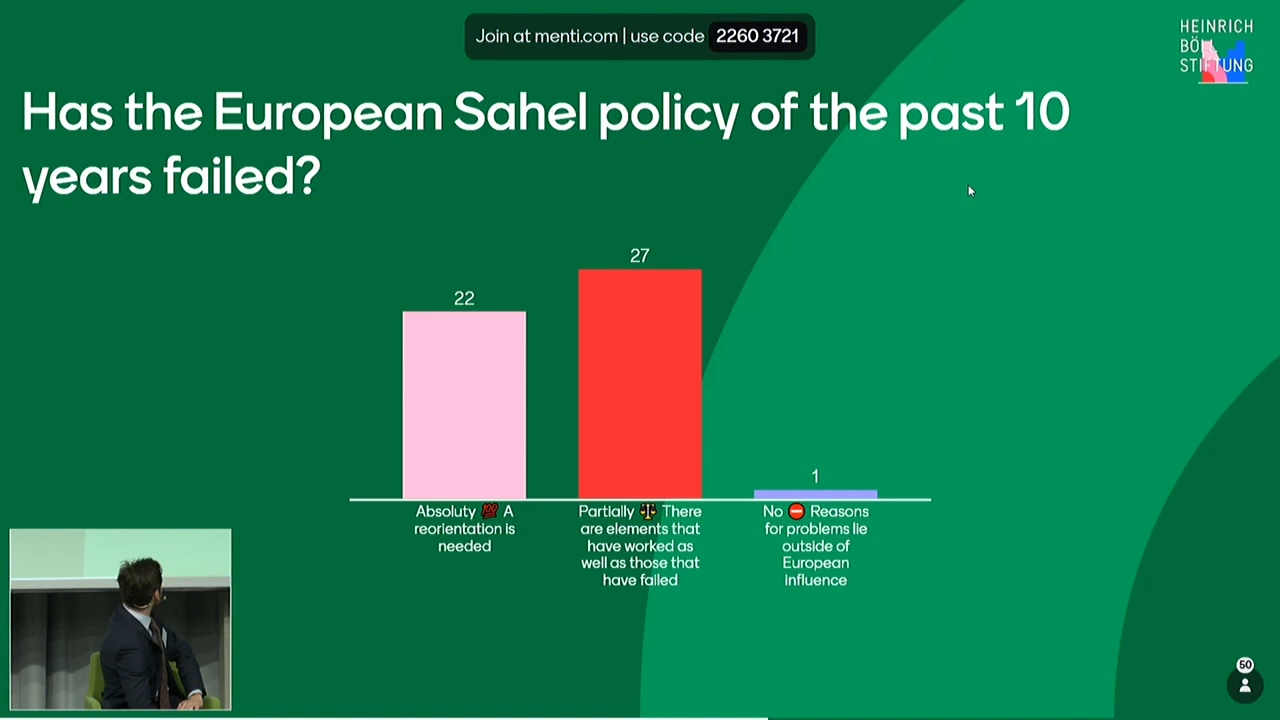 Join at menti.com | use code 2260 3721
HEINRICH
BÖLL
STIFTUNG
Has the European Sahel policy of the past 10
years failed?
22
27
1
Absoluty 💯 A
reorientation is
needed
Partially ⚖️ There
are elements that
have worked as
well as those that
have failed
No ⛔ Reasons
for problems lie
outside of
European
influence
50